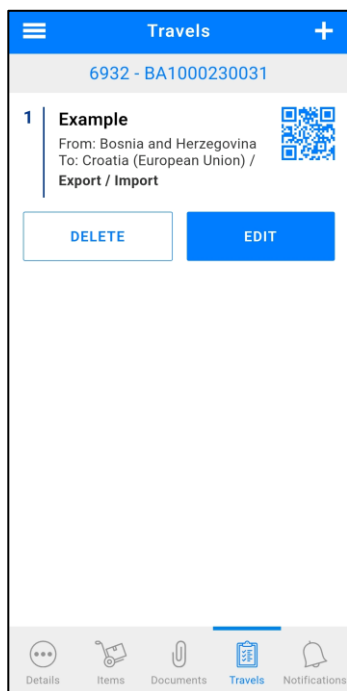 Travels
6932 - BA1000230031
1
Example
From: Bosnia and Herzegovina
To: Croatia (European Union) /
Export / Import
DELETE
EDIT
Details Items Documents Travels Notifications